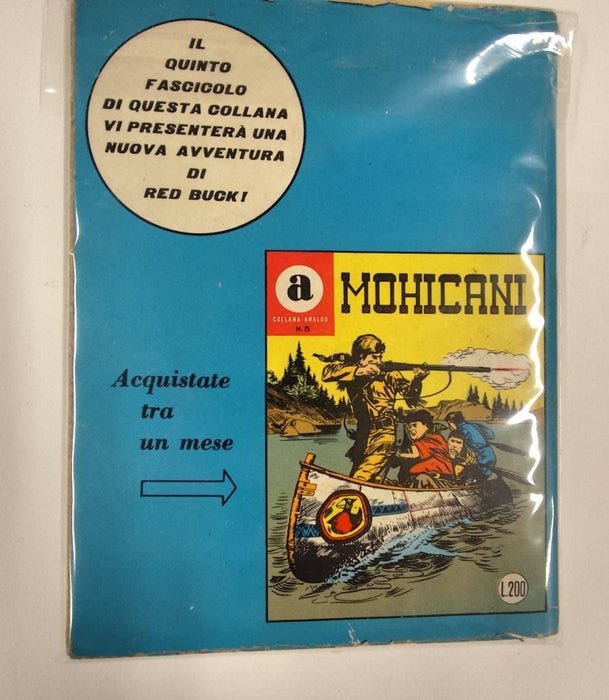 IL
QUINTO
FASCICOLO
DI QUESTA COLLANA
VI PRESENTERÀ UNA
NUOVA AVVENTURA
DI
RED BUCK!
a
COLLANA ARALDO
N.5
MOHICANI
Acquistate
tra
un mese
L.200